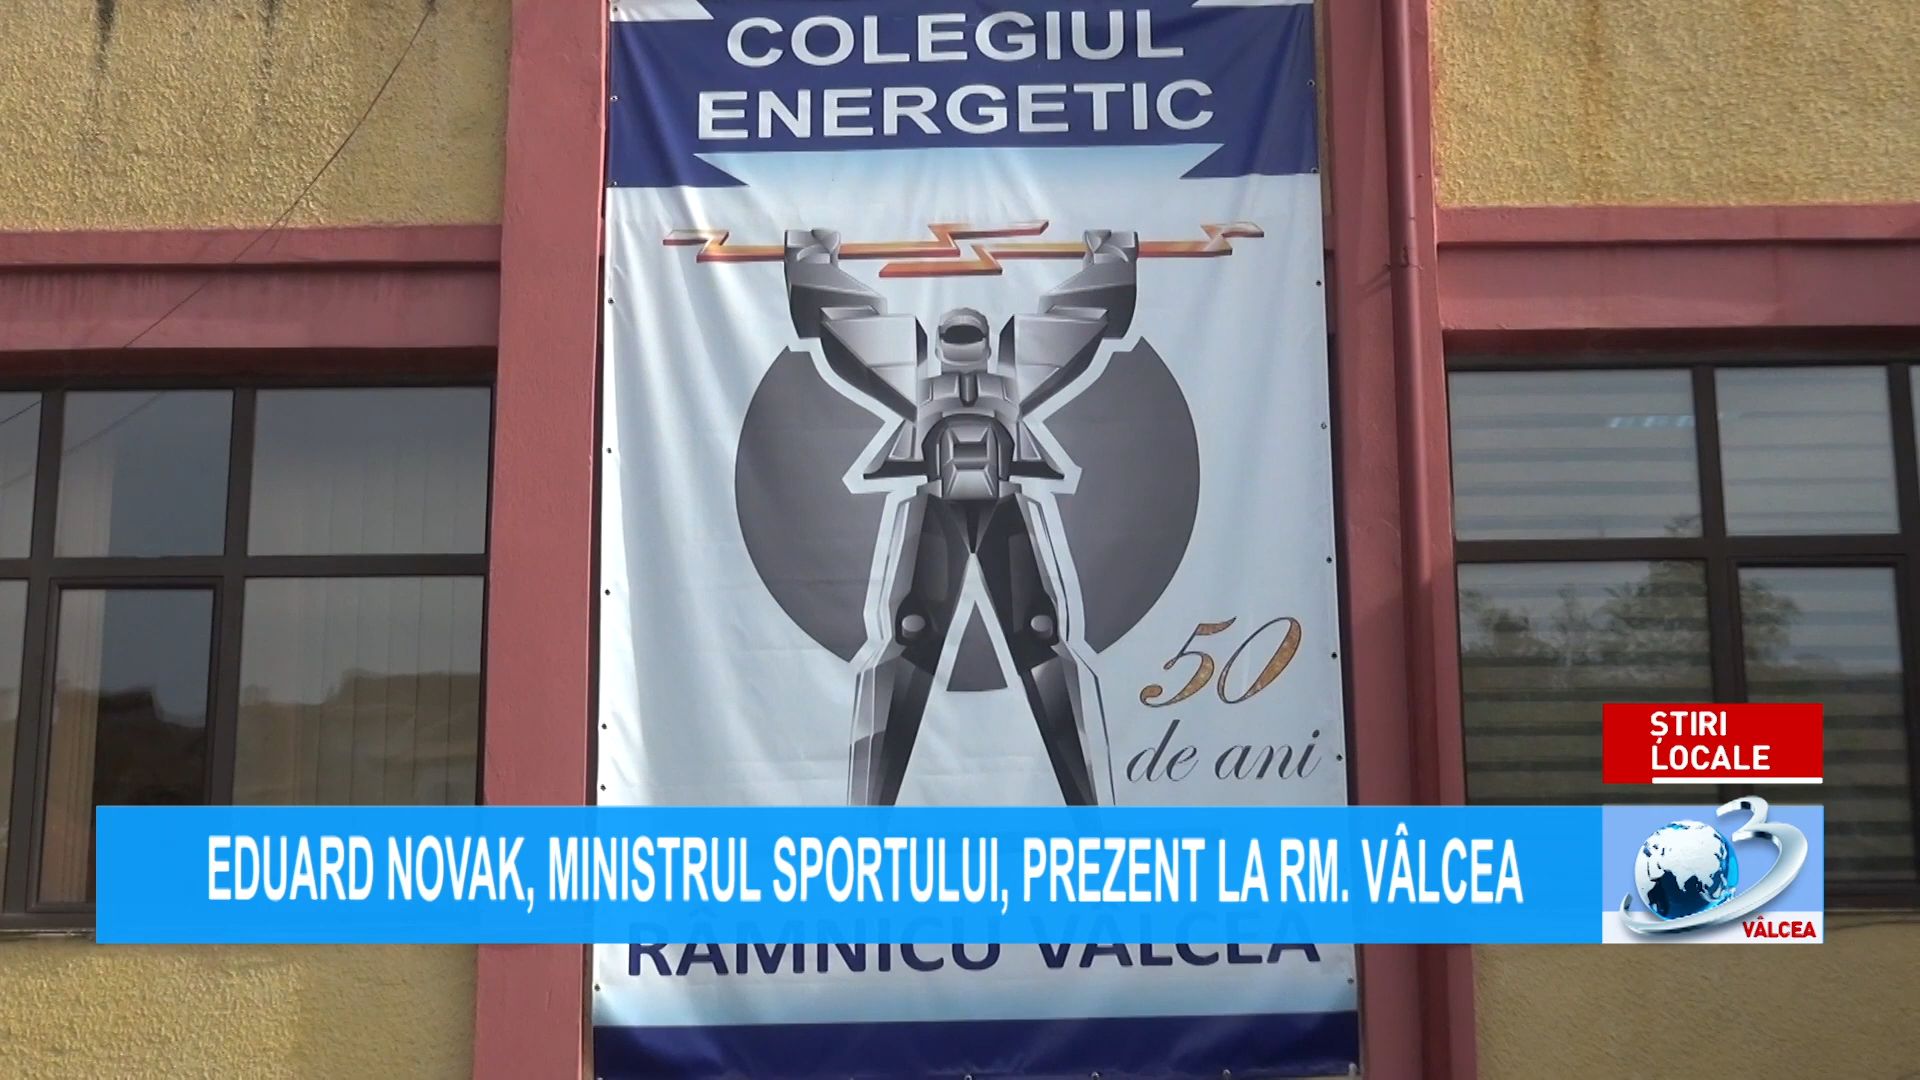 COLEGIUL
ENERGETIC
50
de ani
ȘTIRI
LOCALE
EDUARD NOVAK, MINISTRUL SPORTULUI, PREZENT LA RM. VÂLCEA
3
VÂLCEA
RÂMNICU VÂLCEA